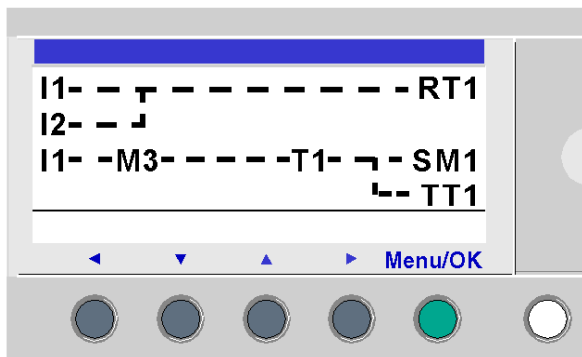 I1- - - - - - - - - - RT1
I2- - -
I1- -M3- - - - -T1- - - SM1
-- TT1
Menu/OK